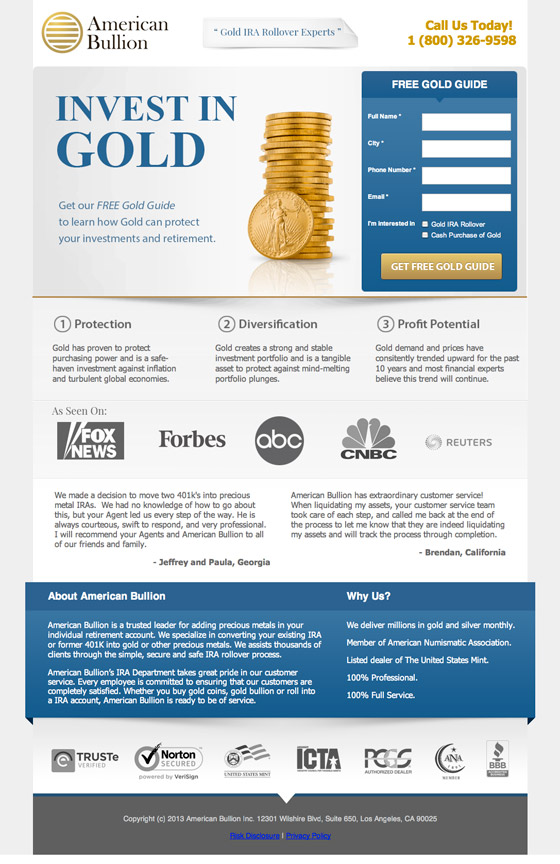 American
Bullion
“ Gold IRA Rollover Experts ”
Call Us Today!
1 (800) 326-9598
INVEST IN
GOLD
Get our FREE Gold Guide
to learn how Gold can protect
your investments and retirement.
FREE GOLD GUIDE
Full Name *
City *
Phone Number *
Email *
I'm Interested in
Gold IRA Rollover
Cash Purchase of Gold
GET FREE GOLD GUIDE
1 Protection
Gold has proven to protect
purchasing power and is a safe-
haven investment against inflation
and turbulent global economies.
2 Diversification
Gold creates a strong and stable
investment portfolio and is a tangible
asset to protect against mind-melting
portfolio plunges.
3 Profit Potential
Gold demand and prices have
consitently trended upward for the past
10 years and most financial experts
believe this trend will continue.
As Seen On:
FOX
NEWS
Forbes
abc
CNBC
REUTERS
We made a decision to move two 401k's into precious
metal IRAs. We had no knowledge of how to go about
this, but your Agent led us every step of the way. He is
always courteous, swift to respond, and very professional.
I will recommend your Agents and American Bullion to all
of our friends and family.
- Jeffrey and Paula, Georgia
American Bullion has extraordinary customer service!
When liquidating my assets, your customer service team
took care of each step, and called me back at the end of
the process to let me know that they are indeed liquidating
my assets and will track the process through completion.
- Brendan, California
About American Bullion
American Bullion is a trusted leader for adding precious metals in your
individual retirement account. We specialize in converting your existing IRA
or former 401K into gold or other precious metals. We assists thousands of
clients through the simple, secure and safe IRA rollover process.
American Bullion's IRA Department takes great pride in our customer
service. Every employee is committed to ensuring that our customers are
completely satisfied. Whether you buy gold coins, gold bullion or roll into
a IRA account, American Bullion is ready to be of service.
Why Us?
We deliver millions in gold and silver monthly.
Member of American Numismatic Association.
Listed dealer of The United States Mint.
100% Professional.
100% Full Service.
TRUSTe
VERIFIED
Norton
SECURED
powered by VeriSign
UNITED STATES MINT
ICTA
PCGS
AUTHORIZED DEALER
ANA
MEMBER
BBB
Copyright (c) 2013 American Bullion Inc. 12301 Wilshire Blvd, Suite 650, Los Angeles, CA 90025
Risk Disclosure | Privacy Policy